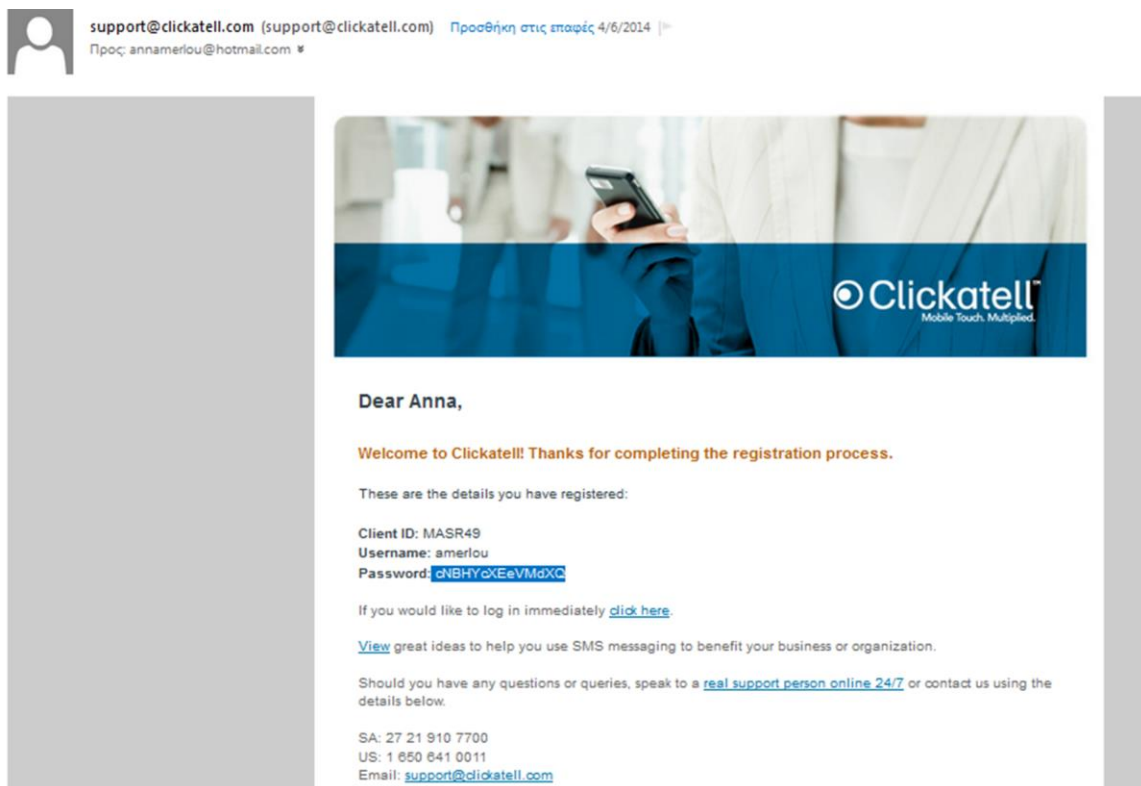 support@clickatell.com (support@clickatell.com) Προσθήκη στις επαφές 4/6/2014
Προς: annamerlou@hotmail.com
Clickatell™
Mobile Touch. Multiplied.
Dear Anna,
Welcome to Clickatell! Thanks for completing the registration process.
These are the details you have registered:
Client ID: MASR49
Username: amerlou
Password: cNBHYcXEeVMdXQ
If you would like to log in immediately click here.
View great ideas to help you use SMS messaging to benefit your business or organization.
Should you have any questions or queries, speak to a real support person online 24/7 or contact us using the
details below.
SA: 27 21 910 7700
US: 1 650 641 0011
Email: support@clickatell.com